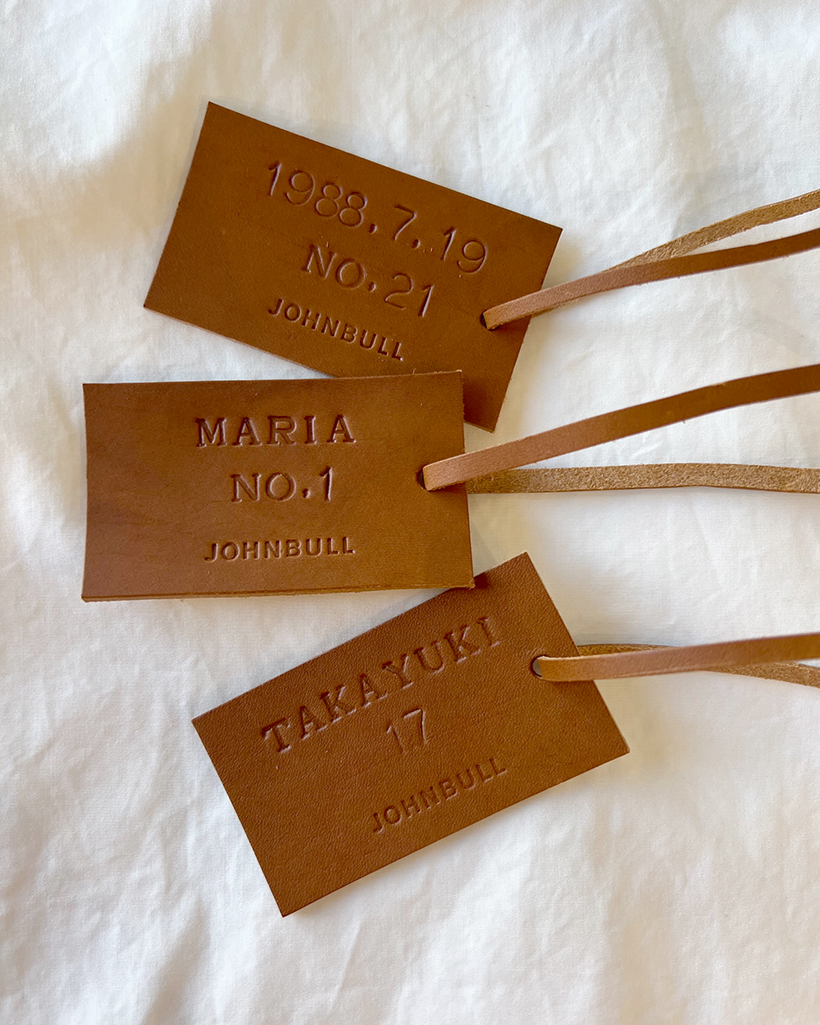 1988.7.19
NO.21
JOHNBULL
MARIA
NO.1
JOHNBULL
TAKAYUKI
17
JOHNBULL